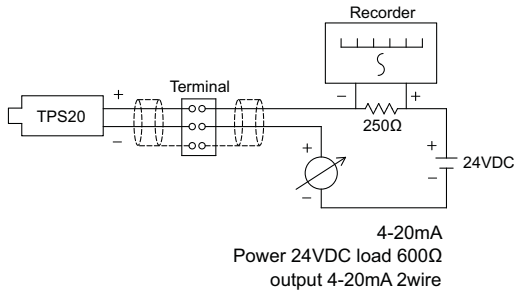 Recorder
Terminal
− +
+
TPS20
250Ω
−
+
+
24VDC
−
−
4-20mA
Power 24VDC load 600Ω
output 4-20mA 2wire